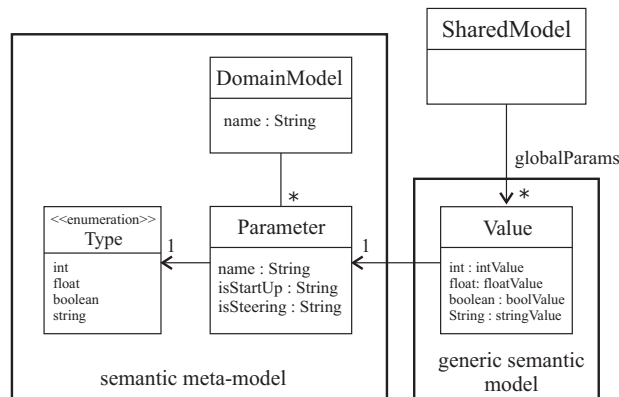 SharedModel
DomainModel
name : String
globalParams
*
*
<<enumeration>>
Type
int
float
boolean
string
1
Parameter
name : String
isStartUp : String
isSteering : String
1
Value
int : intValue
float: floatValue
boolean : boolValue
String : stringValue
semantic meta-model
generic semantic
model